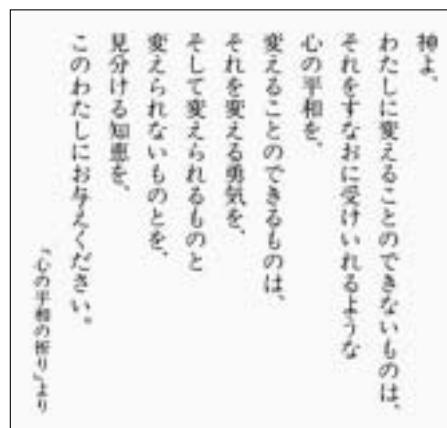 神よ、
わたしに変えることのできないものは、
それをすなおに受けいれるような
心の平和を、
変えることのできるものは、
それを変える勇気を、
そして変えられるものと
変えられないものとを、
見分ける知恵を、
このわたしにお与えください。
『心の平和の祈り』より